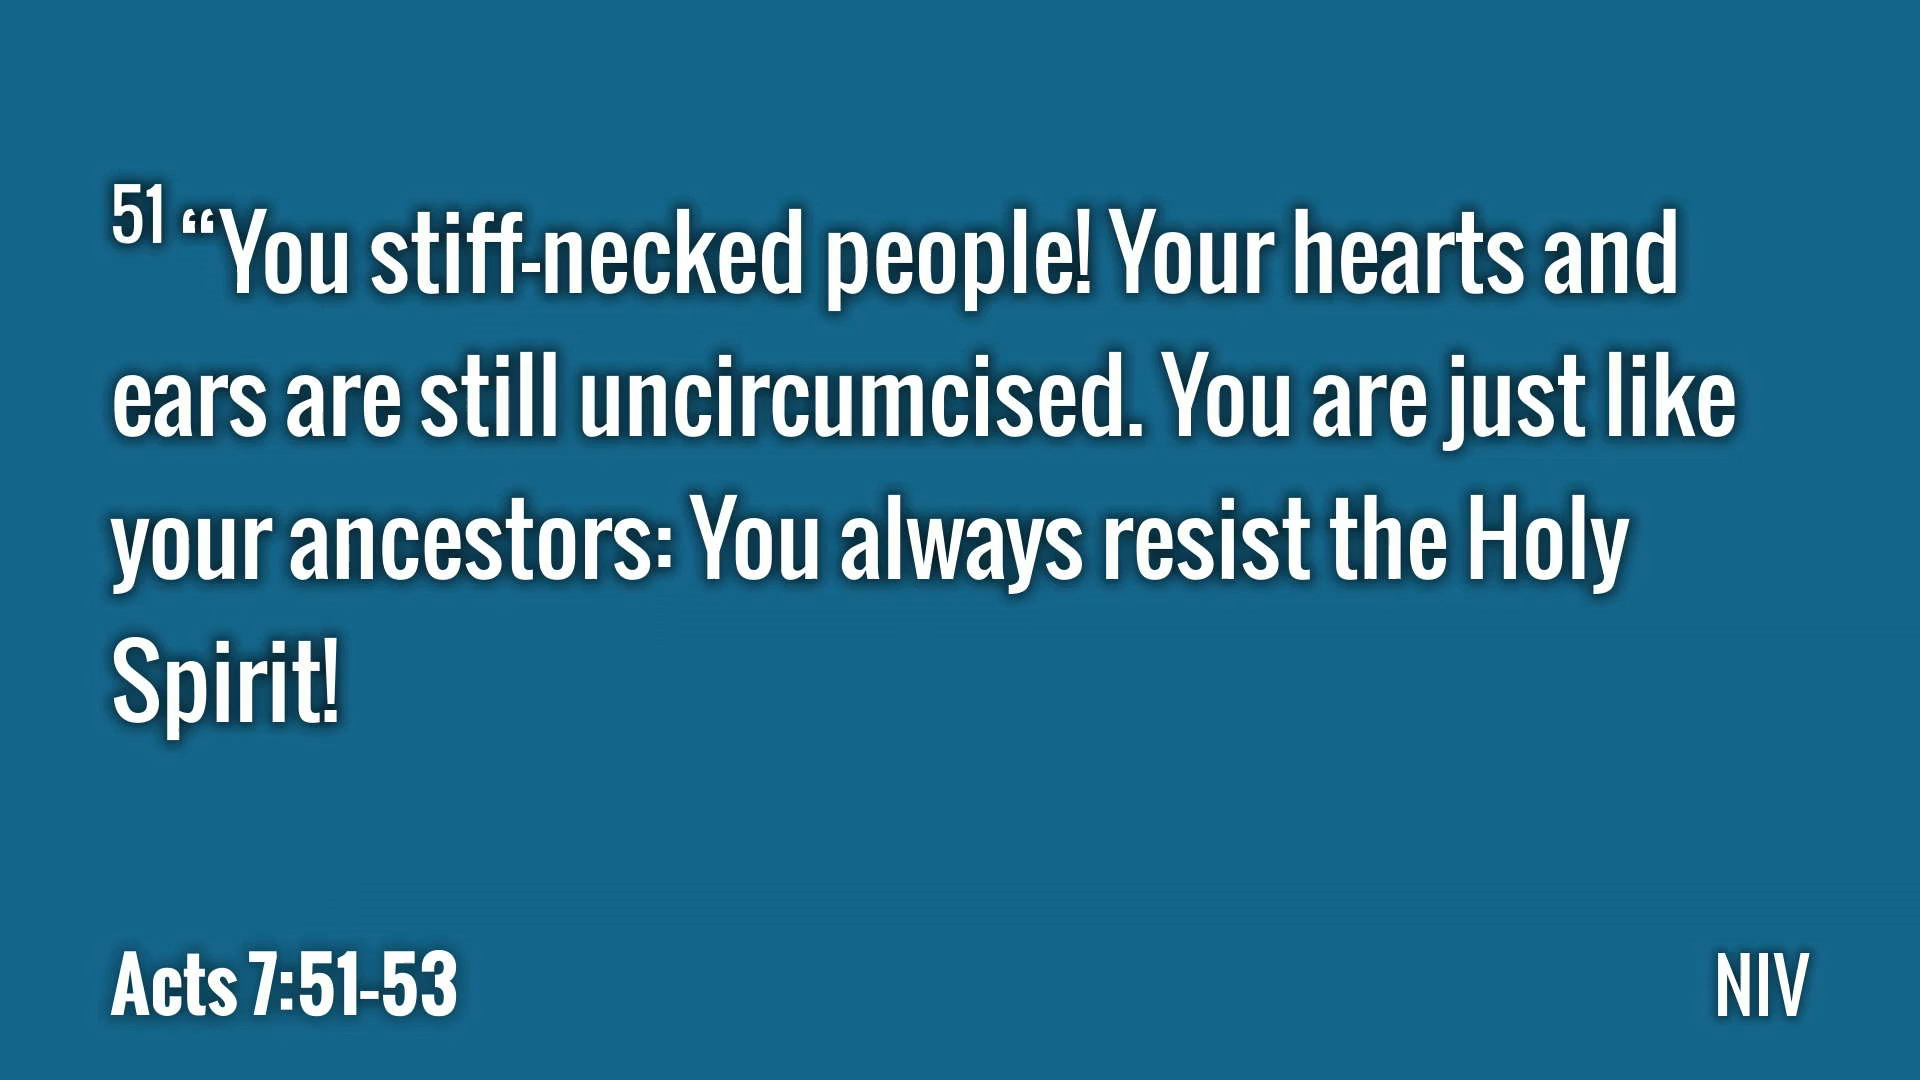 51 “You stiff-necked people! Your hearts and
ears are still uncircumcised. You are just like
your ancestors: You always resist the Holy
Spirit!
Acts 7:51-53
NIV